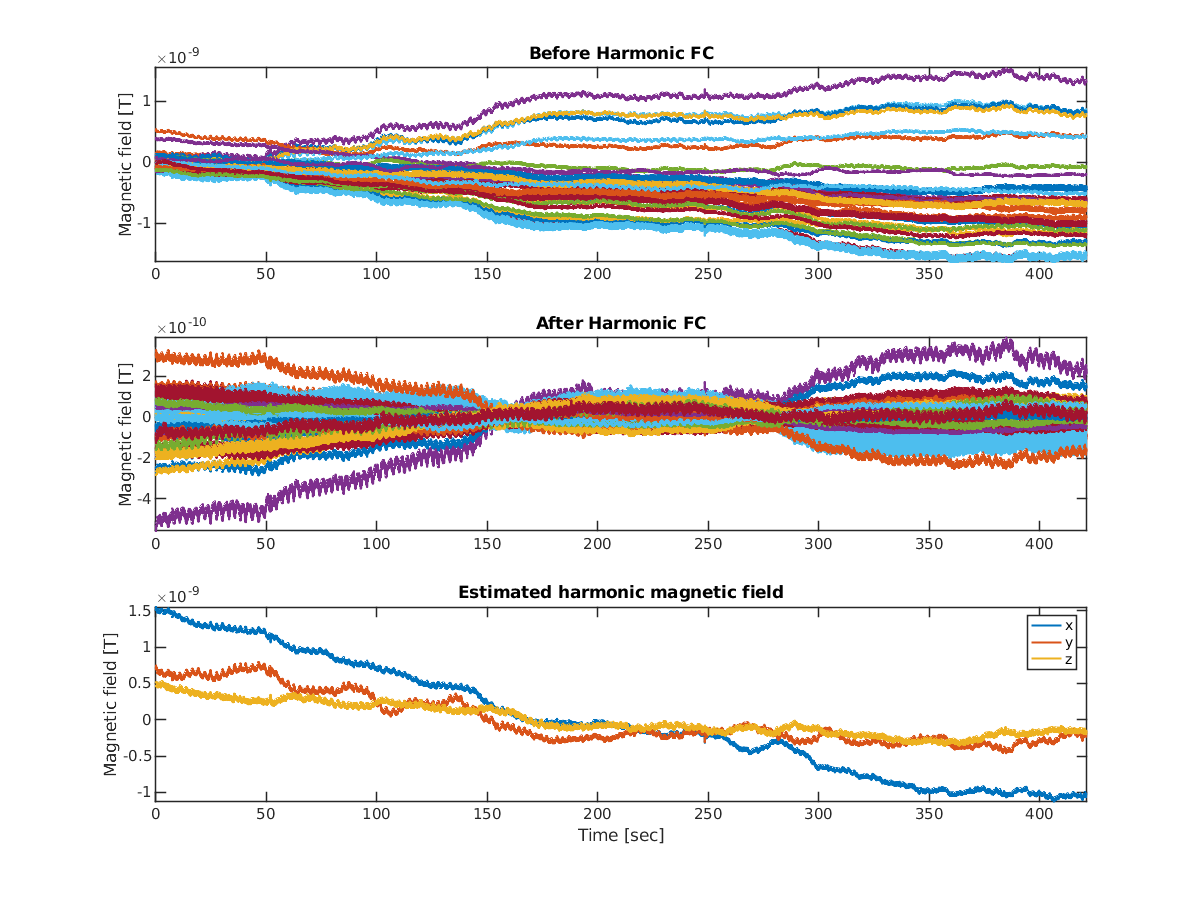 Before Harmonic FC
×10-9
Magnetic field [T]
1
0
-1
0 50 100 150 200 250 300 350 400
After Harmonic FC
×10-10
Magnetic field [T]
2
0
-2
-4
0 50 100 150 200 250 300 350 400
Estimated harmonic magnetic field
×10-9
Magnetic field [T]
1.5
1
0.5
0
-0.5
-1
x
y
z
0 50 100 150 200 250 300 350 400
Time [sec]